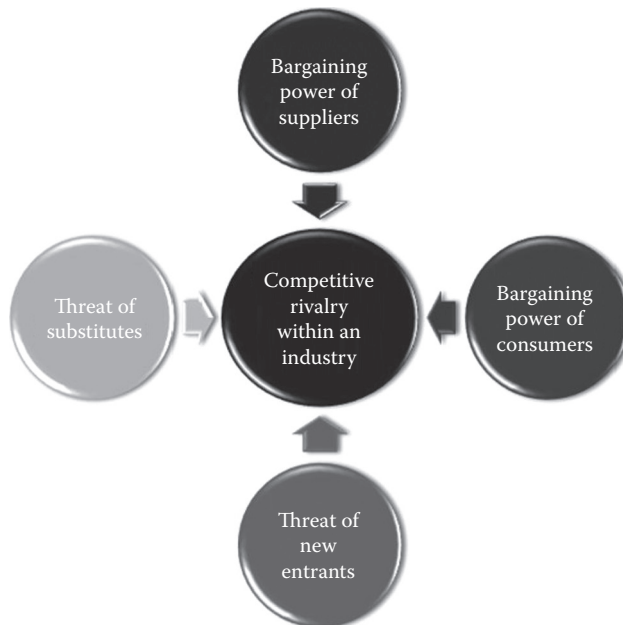 Bargaining
power of
suppliers
Threat of
substitutes
Competitive
rivalry
within an
industry
Bargaining
power of
consumers
Threat of
new
entrants